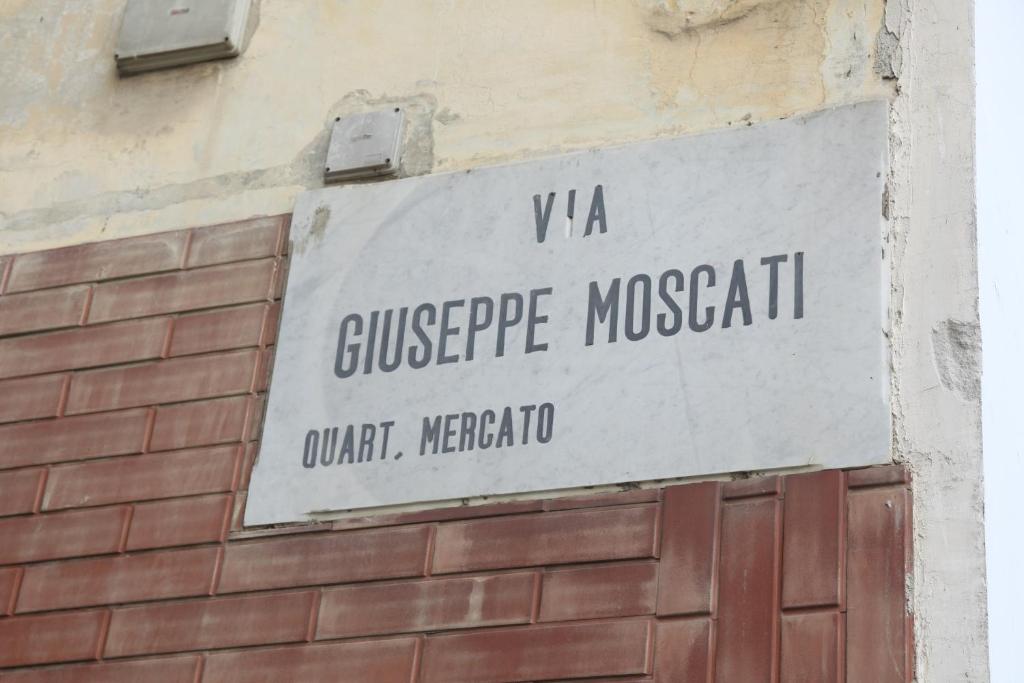 VIA
GIUSEPPE MOSCATI
QUART. MERCATO